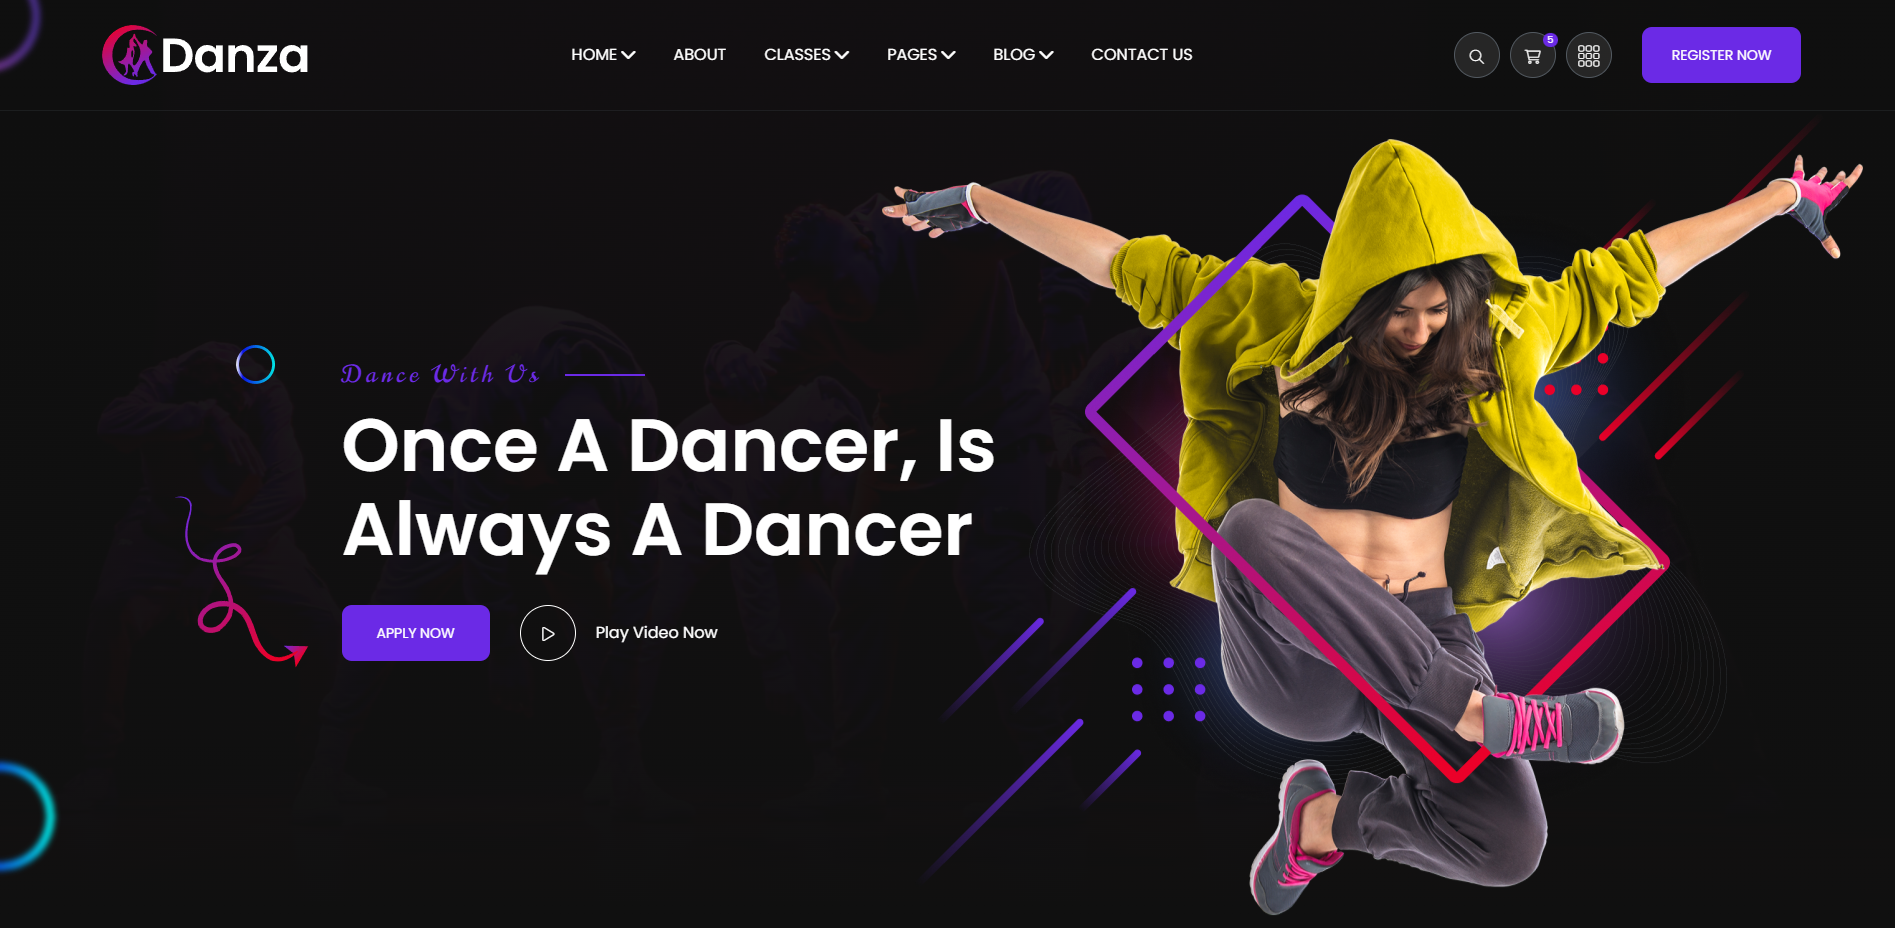 Danza
HOME ABOUT CLASSES PAGES BLOG CONTACT US
5
REGISTER NOW
Dance With Us
Once A Dancer, Is
Always A Dancer
APPLY NOW
Play Video Now